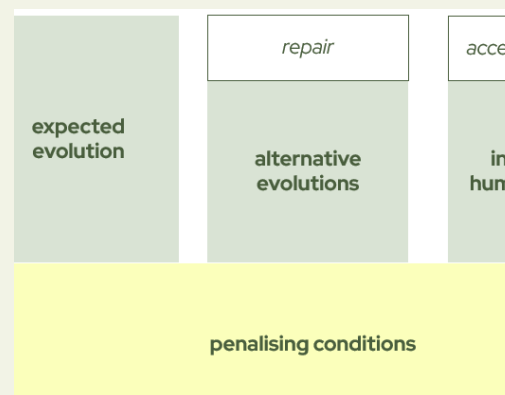 expected
evolution
repair
alternative
evolutions
penalising conditions